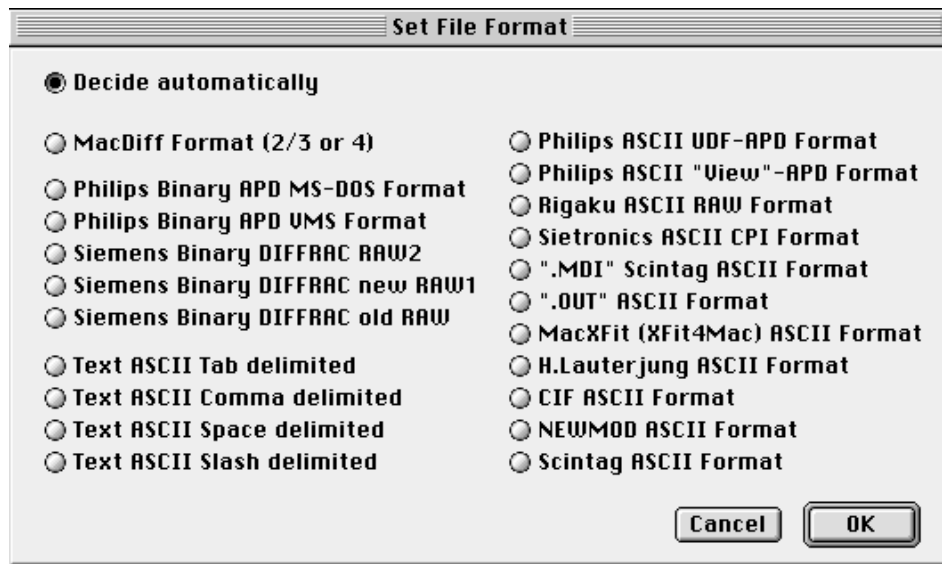 Set File Format
Decide automatically
MacDiff Format (2/3 or 4)
Philips Binary APD MS-DOS Format
Philips Binary APD VMS Format
Siemens Binary DIFFRAC RAW2
Siemens Binary DIFFRAC new RAW1
Siemens Binary DIFFRAC old RAW
Text ASCII Tab delimited
Text ASCII Comma delimited
Text ASCII Space delimited
Text ASCII Slash delimited
Philips ASCII UDF-APD Format
Philips ASCII "View"-APD Format
Rigaku ASCII RAW Format
Sietronics ASCII CPI Format
".MDI" Scintag ASCII Format
".OUT" ASCII Format
MacXFit (XFit4Mac) ASCII Format
H.Lauterjung ASCII Format
CIF ASCII Format
NEWMOD ASCII Format
Scintag ASCII Format
Cancel
OK